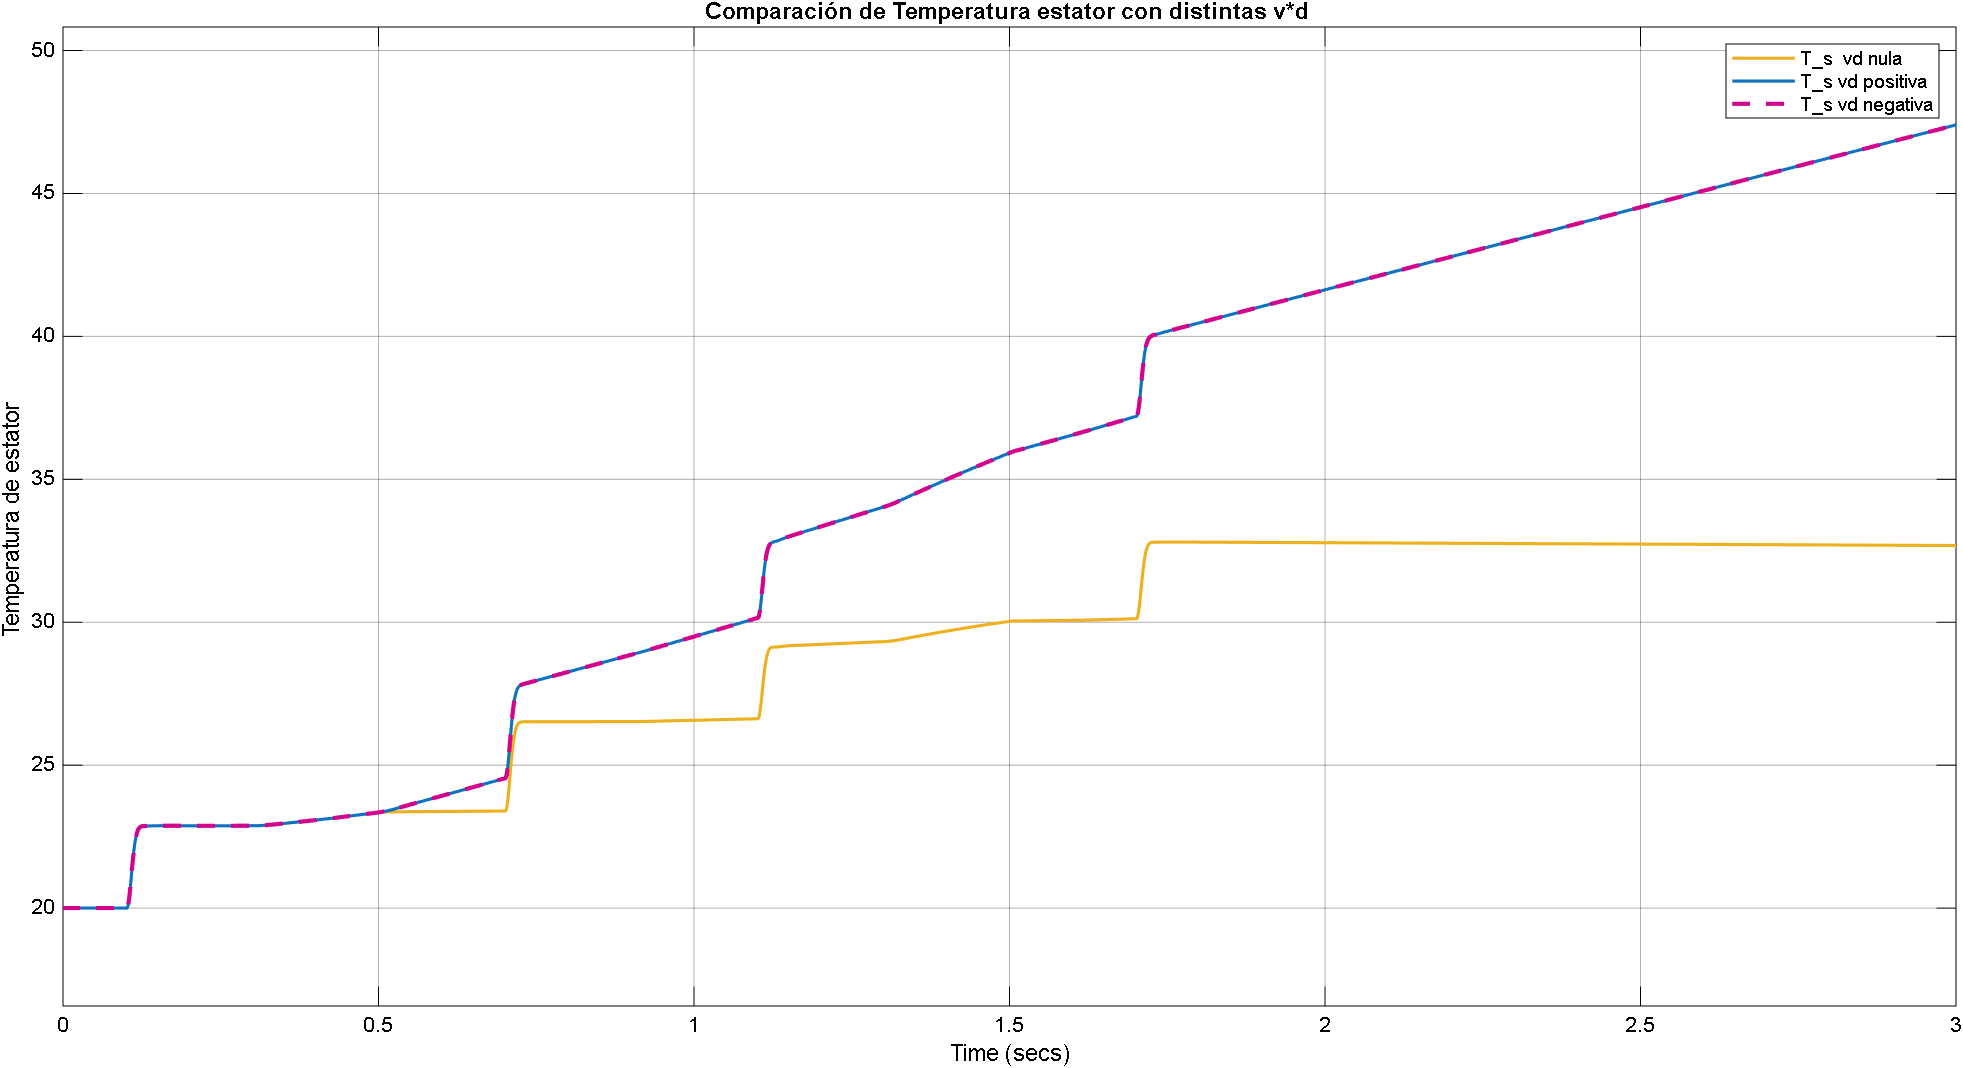 Comparación de Temperatura estator con distintas v*d
T_s  vd nula
T_s vd positiva
T_s vd negativa
Temperatura de estator
50
45
40
35
30
25
20
0
0.5
1
1.5
2
2.5
3
Time (secs)